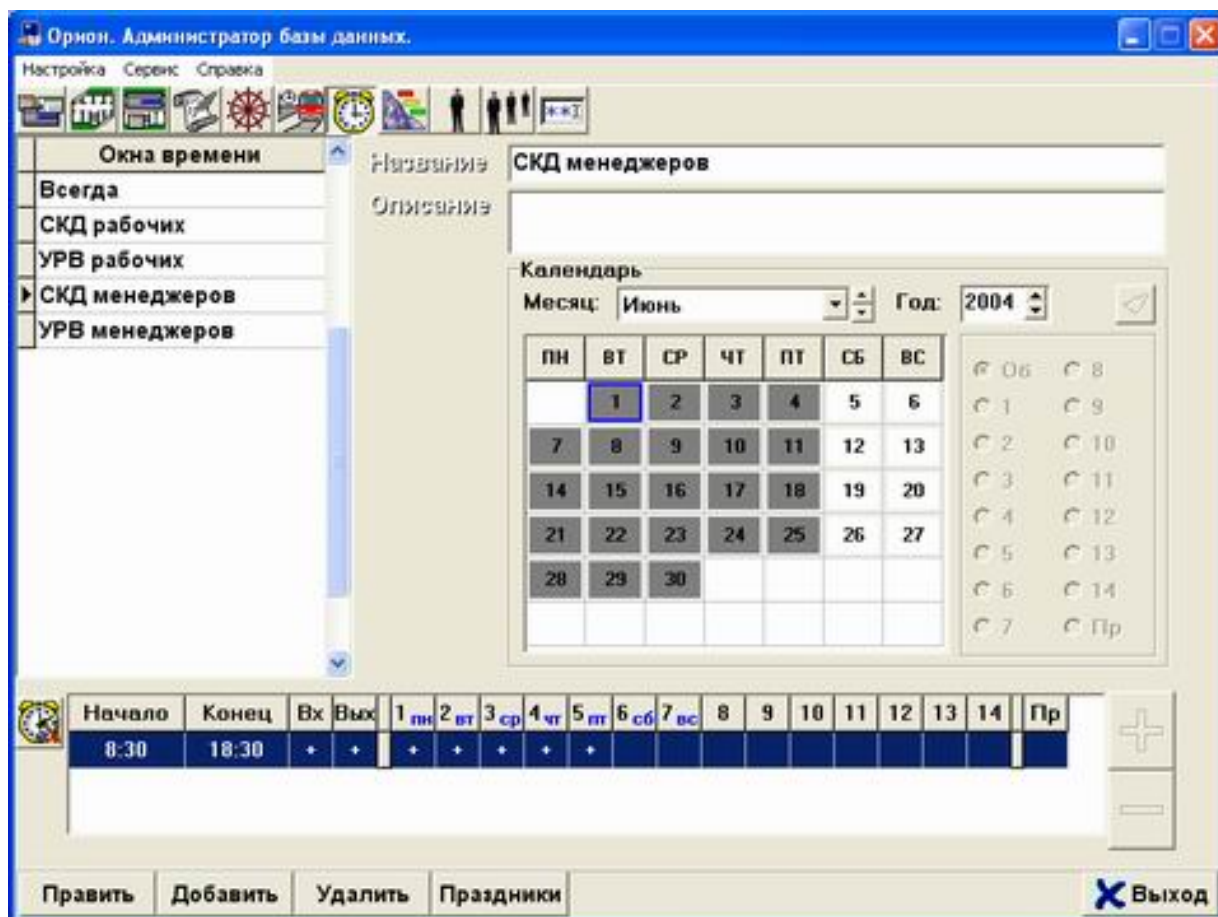 Орион. Администратор базы данных.
Настройка Сервис Справка
**I
Окна времени
Всегда
СКД рабочих
УРВ рабочих
СКД менеджеров
УРВ менеджеров
Название СКД менеджеров
Описание
Календарь
Месяц: Июнь Год: 2004
ПН ВТ СР ЧТ ПТ СБ ВС
1 2 3 4 5 6
7 8 9 10 11 12 13
14 15 16 17 18 19 20
21 22 23 24 25 26 27
28 29 30
Об 8
1 9
2 10
3 11
4 12
5 13
6 14
7 Пр
Начало Конец Вх Вых 1 пн 2 вт 3 ср 4 чт 5 пт 6 сб 7 вс 8 9 10 11 12 13 14 Пр
8:30 18:30 + + + + + + +
Править Добавить Удалить Праздники Выход